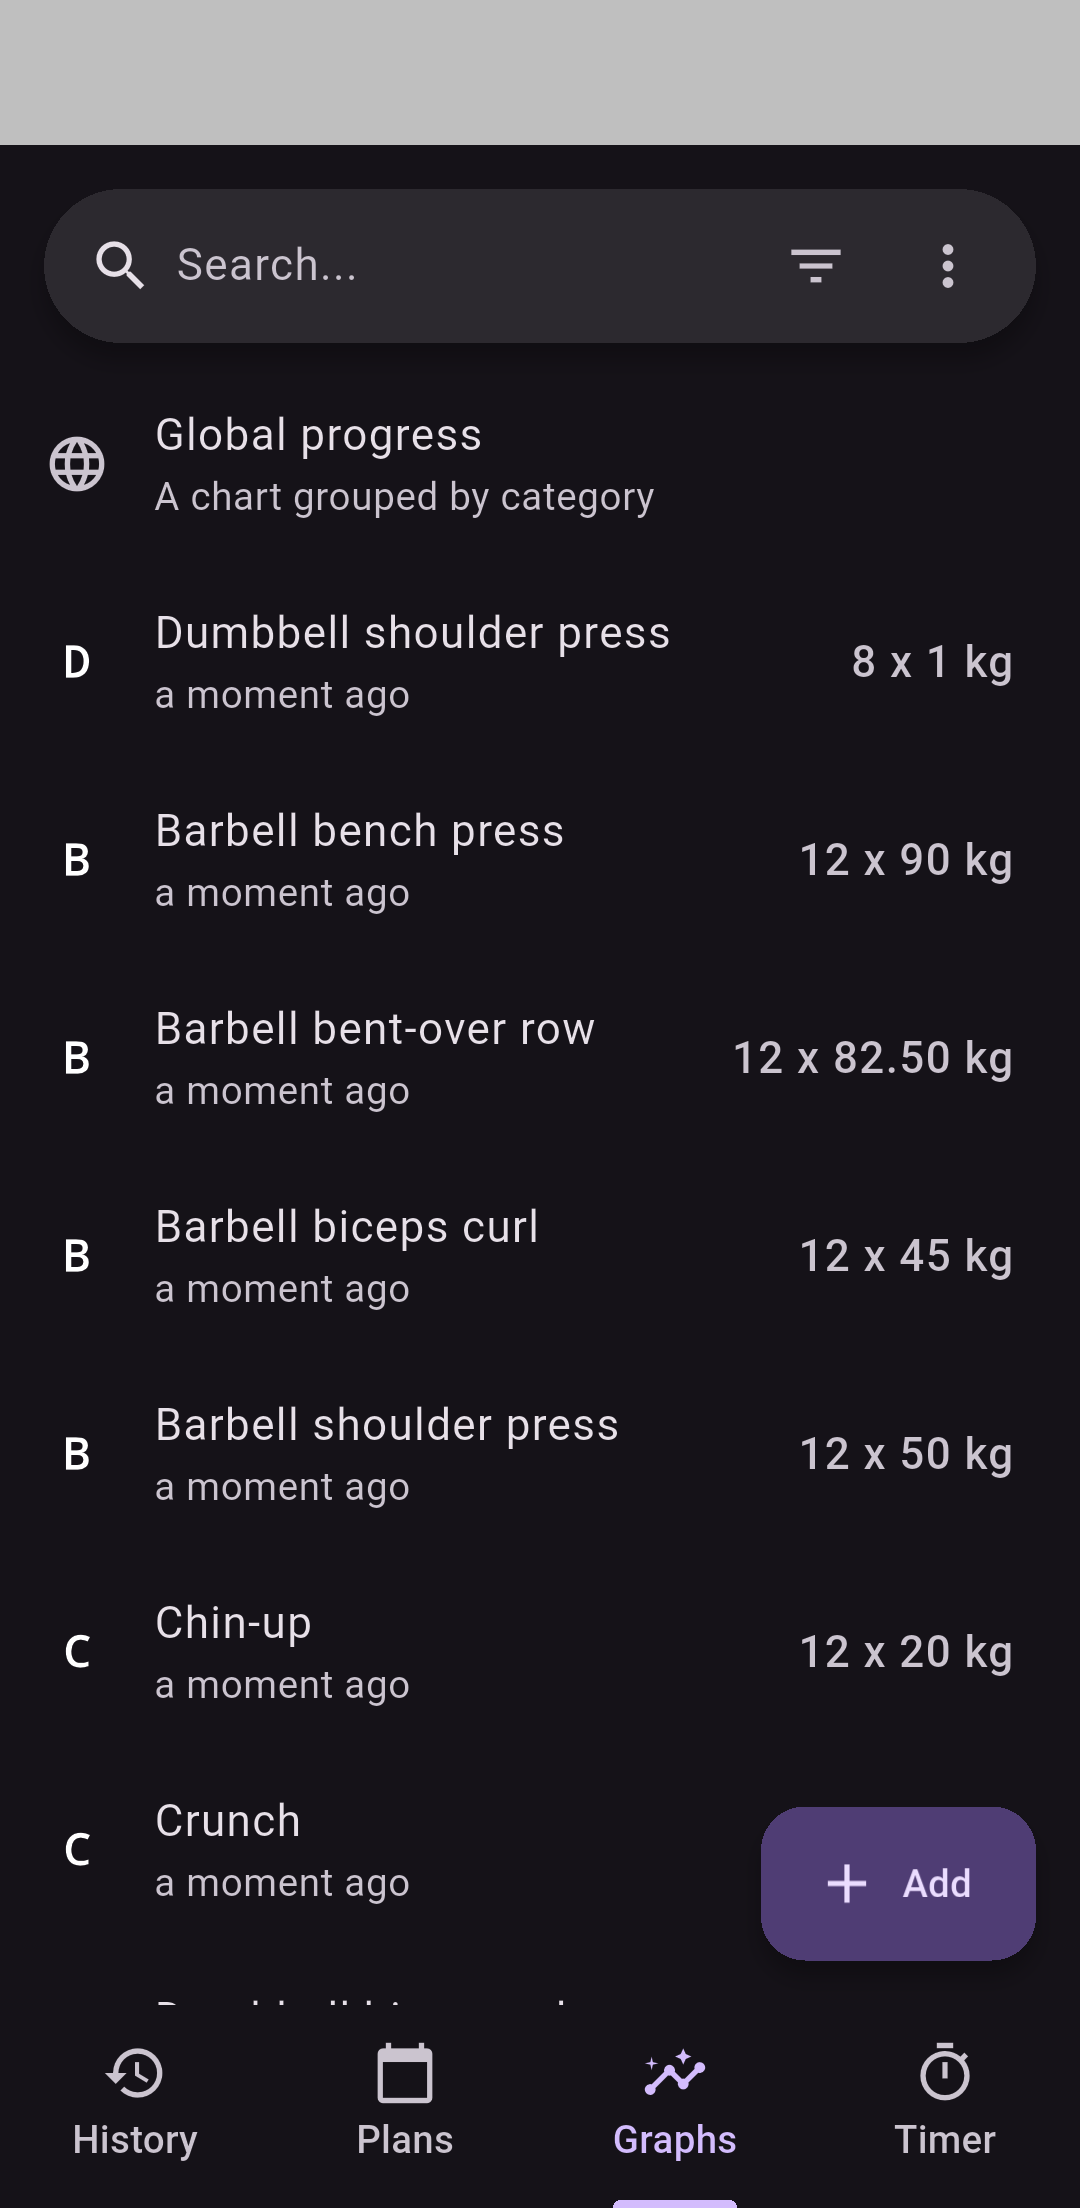 Search...
Global progress
A chart grouped by category
D
Dumbbell shoulder press
a moment ago
8 x 1 kg
B
Barbell bench press
a moment ago
12 x 90 kg
B
Barbell bent-over row
a moment ago
12 x 82.50 kg
B
Barbell biceps curl
a moment ago
12 x 45 kg
B
Barbell shoulder press
a moment ago
12 x 50 kg
C
Chin-up
a moment ago
12 x 20 kg
C
Crunch
a moment ago
Add
History
Plans
Graphs
Timer